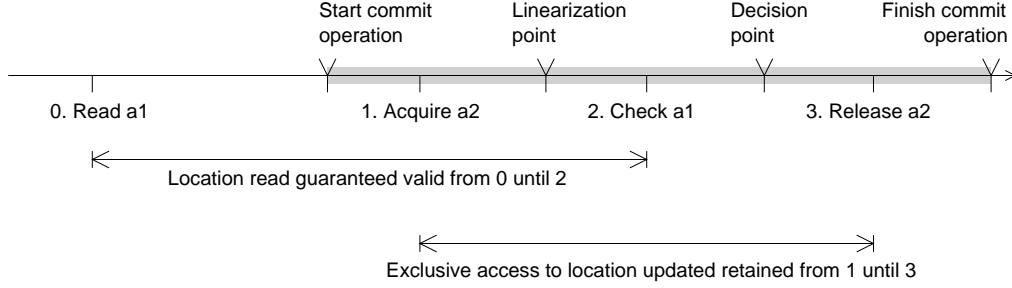 Start commit
operation
Linearization
point
Decision
point
Finish commit
operation
0. Read a1
1. Acquire a2
2. Check a1
3. Release a2
Location read guaranteed valid from 0 until 2
Exclusive access to location updated retained from 1 until 3